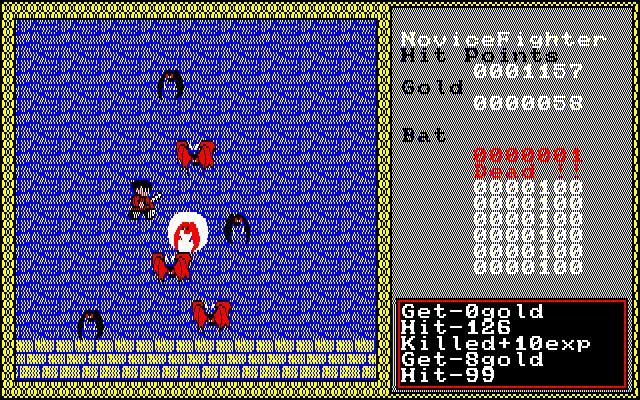 NoviceFighter
Hit Points
0001157
Gold
0000058
Bat
0000001
Dead !!
0000100
0000100
0000100
0000100
0000100
0000100
Get-0gold
Hit-126
Killed+10exp
Get-8gold
Hit-99